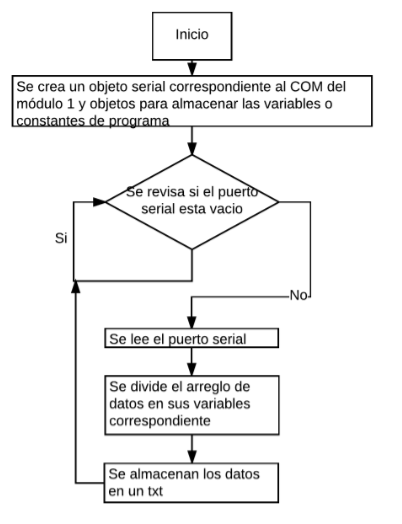 Inicio
Se crea un objeto serial correspondiente al COM del
módulo 1 y objetos para almacenar las variables o
constantes de programa
Se revisa si el puerto
serial esta vacio
Si
No
Se lee el puerto serial
Se divide el arreglo de
datos en sus variables
correspondiente
Se almacenan los datos
en un txt